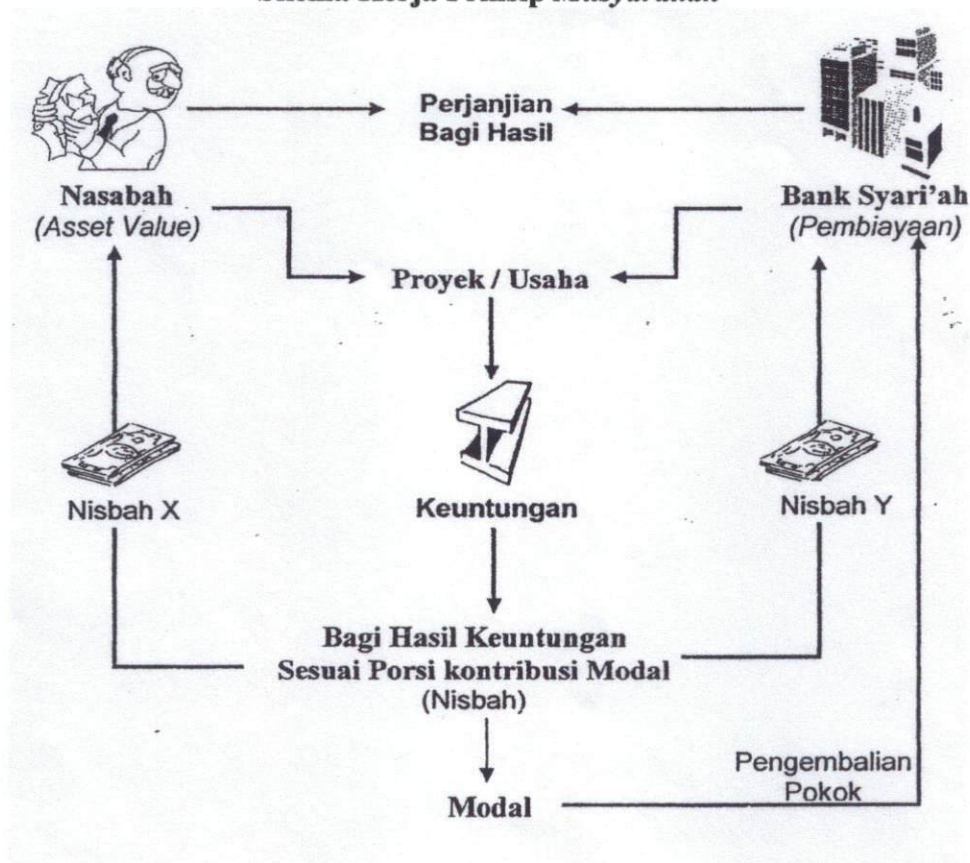 Perjanjian
Bagi Hasil
Nasabah
(Asset Value)
Bank Syari'ah
(Pembiayaan)
Proyek / Usaha
Nisbah X
Keuntungan
Nisbah Y
Bagi Hasil Keuntungan
Sesuai Porsi kontribusi Modal
(Nisbah)
Pengembalian
Pokok
Modal